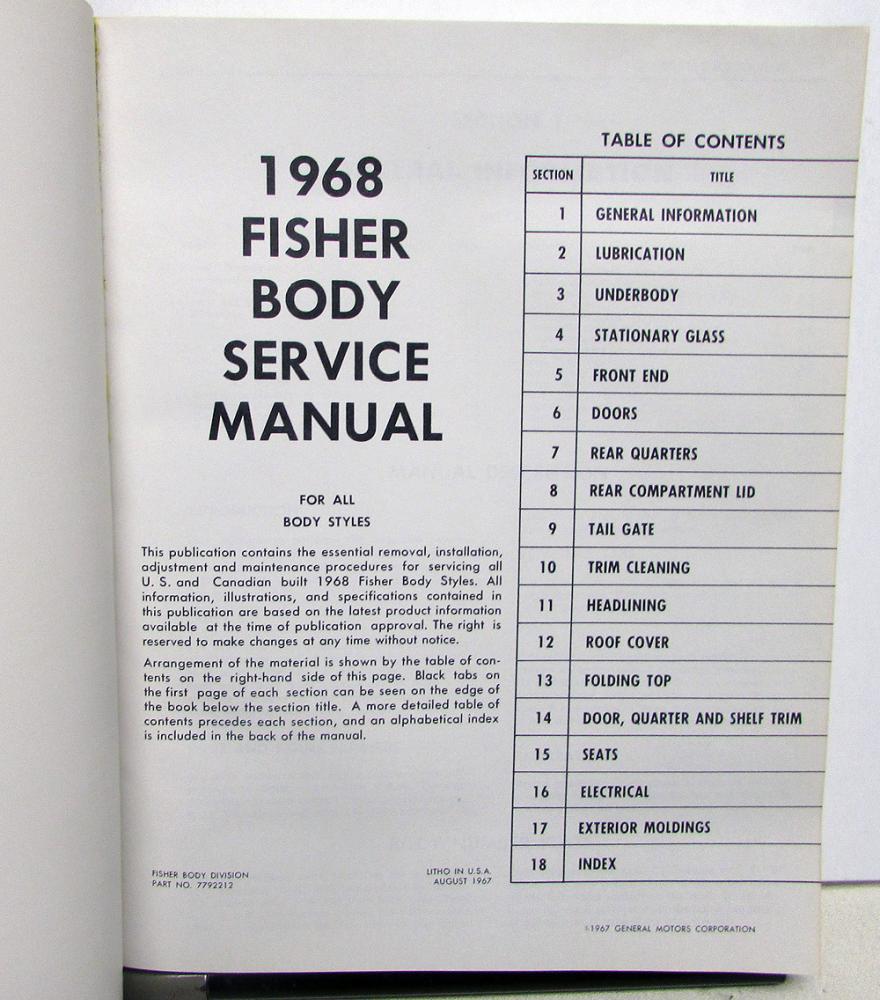 1968
FISHER
BODY
SERVICE
MANUAL
FOR ALL
BODY STYLES
This publication contains the essential removal, installation,
adjustment and maintenance procedures for servicing all
U. S. and Canadian built 1968 Fisher Body Styles. All
information, illustrations, and specifications contained in
this publication are based on the latest product information
available at the time of publication approval. The right is
reserved to make changes at any time without notice.
Arrangement of the material is shown by the table of con-
tents on the right-hand side of this page. Black tabs on
the first page of each section can be seen on the edge of
the book below the section title. A more detailed table of
contents precedes each section, and an alphabetical index
is included in the back of the manual.
FISHER BODY DIVISION
PART NO. 7792212
LITHO IN U.S.A.
AUGUST 1967
TABLE OF CONTENTS
SECTION TITLE
1 GENERAL INFORMATION
2 LUBRICATION
3 UNDERBODY
4 STATIONARY GLASS
5 FRONT END
6 DOORS
7 REAR QUARTERS
8 REAR COMPARTMENT LID
9 TAIL GATE
10 TRIM CLEANING
11 HEADLINING
12 ROOF COVER
13 FOLDING TOP
14 DOOR, QUARTER AND SHELF TRIM
15 SEATS
16 ELECTRICAL
17 EXTERIOR MOLDINGS
18 INDEX
©1967 GENERAL MOTORS CORPORATION